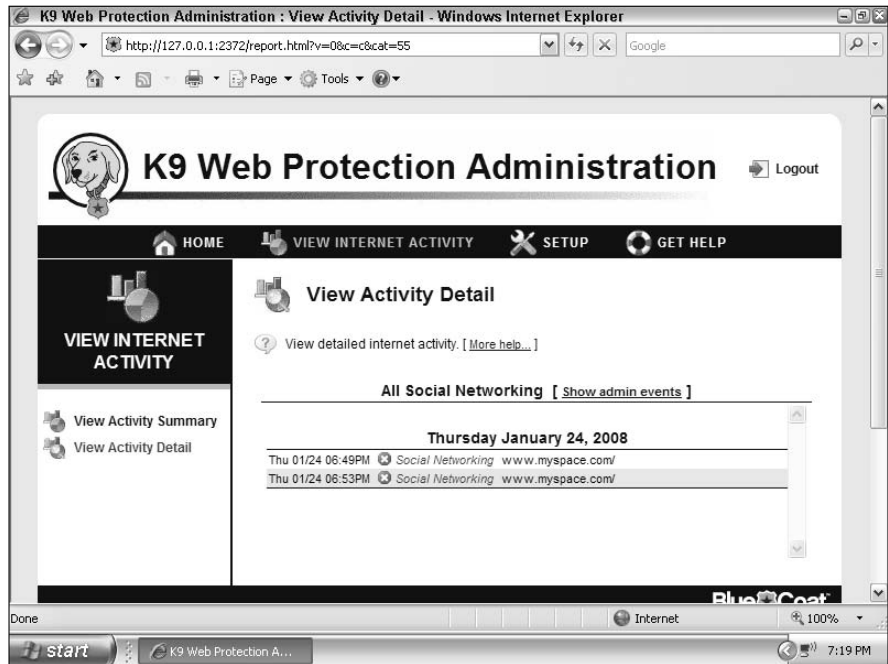 K9 Web Protection Administration : View Activity Detail - Windows Internet Explorer
http://127.0.0.1:2372/report.html?v=0&c=c&cat=55
Google
Page
Tools
K9 Web Protection Administration
Logout
HOME
VIEW INTERNET ACTIVITY
SETUP
GET HELP
VIEW INTERNET
ACTIVITY
View Activity Summary
View Activity Detail
View Activity Detail
View detailed internet activity. [ More help... ]
All Social Networking [ Show admin events ]
Thursday January 24, 2008
Thu 01/24 06:49PM Social Networking www.myspace.com/
Thu 01/24 06:53PM Social Networking www.myspace.com/
Blue Coat
Done
Internet
100%
start
K9 Web Protection A...
7:19 PM